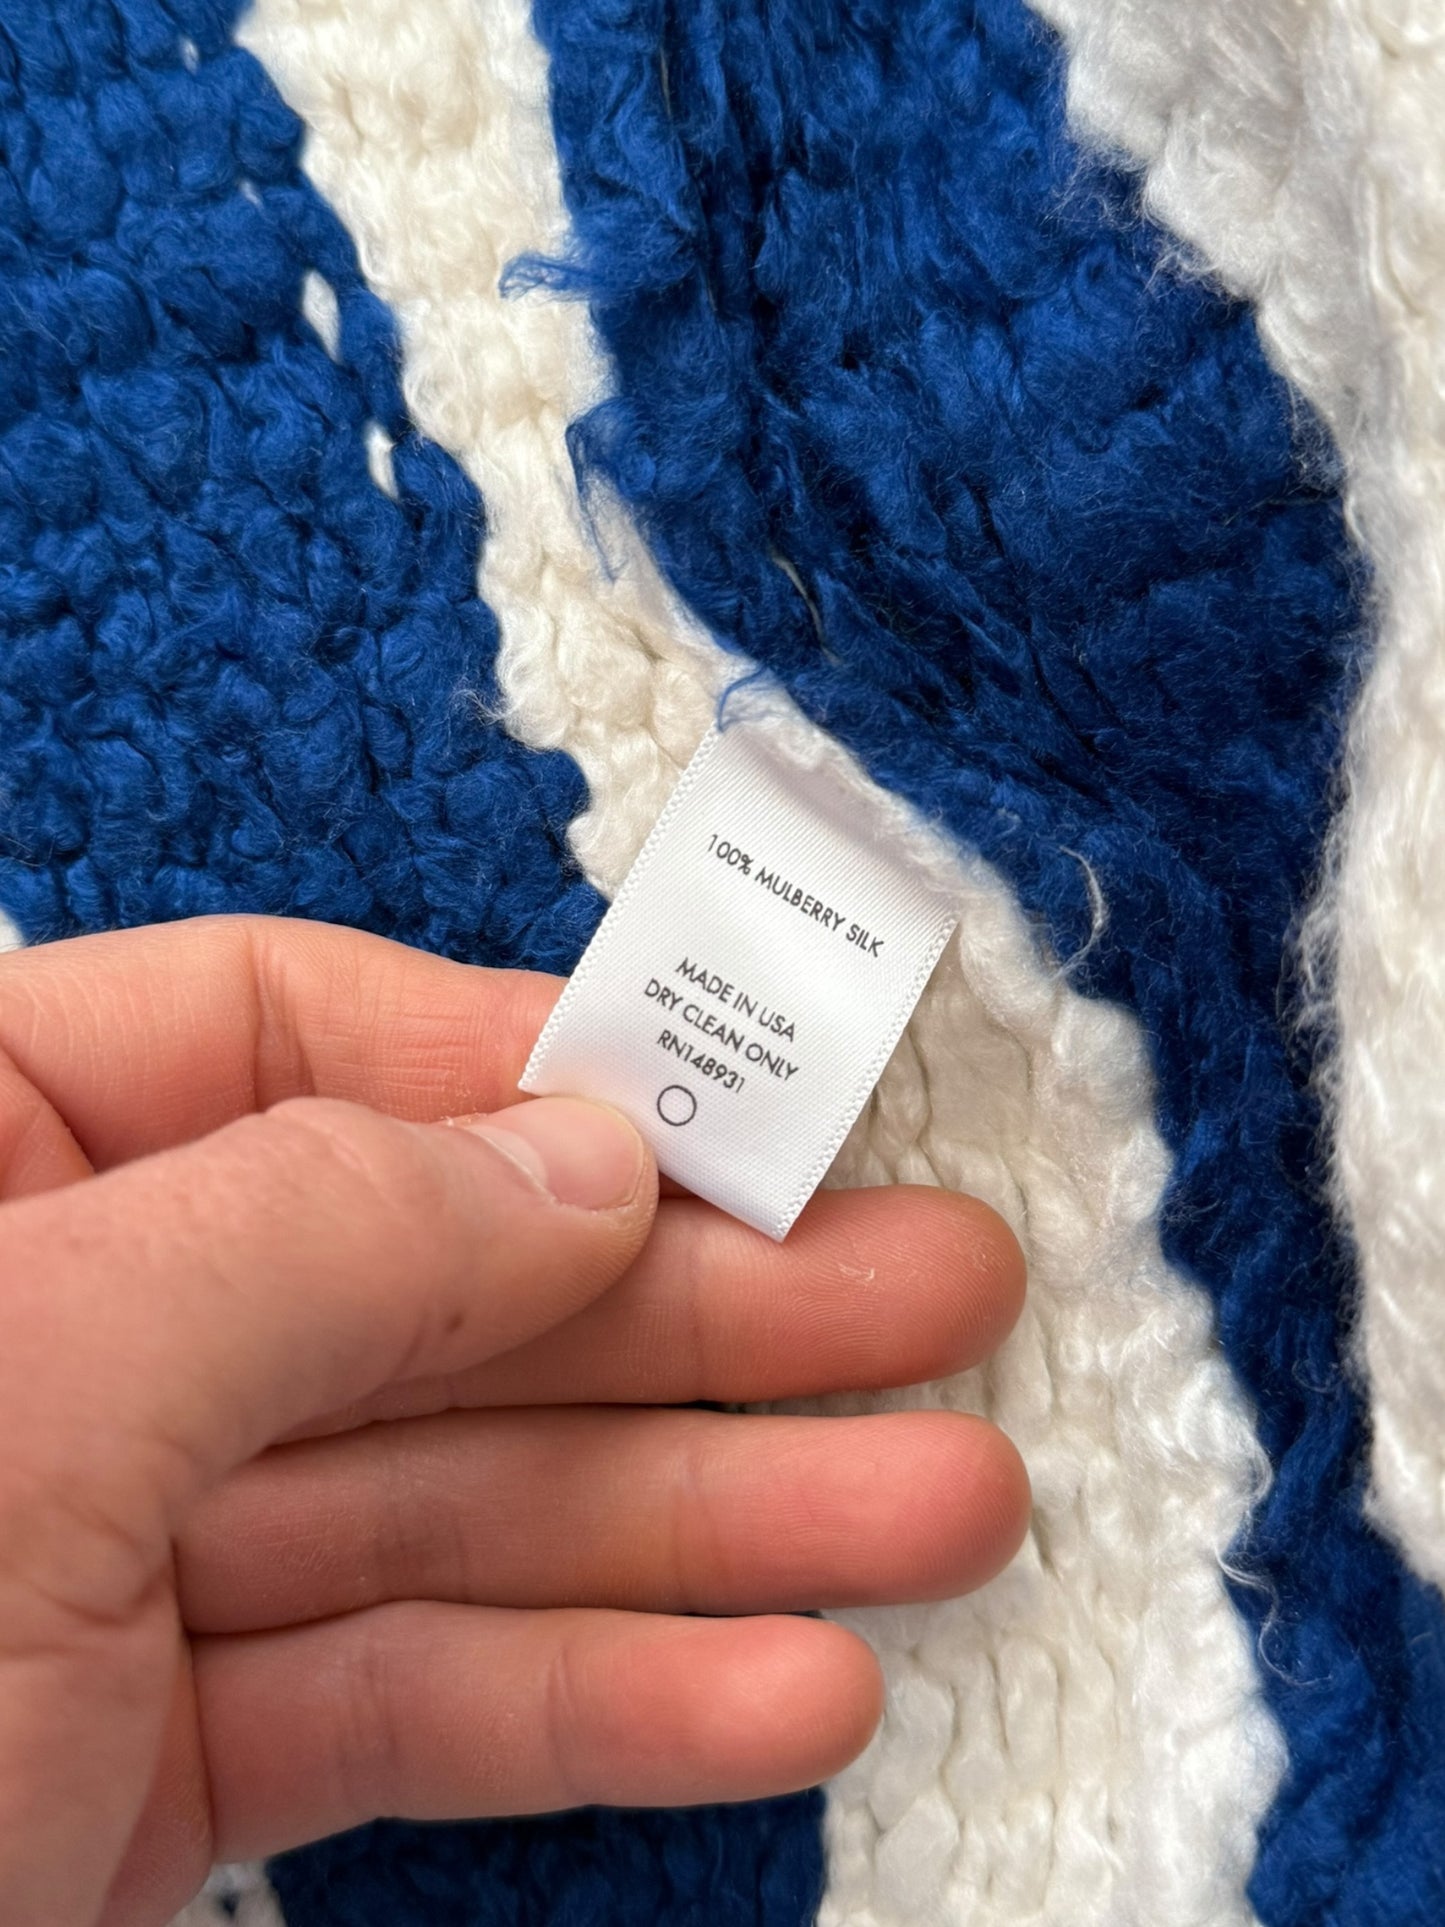 100% MULBERRY SILK
MADE IN USA
DRY CLEAN ONLY
RN148931